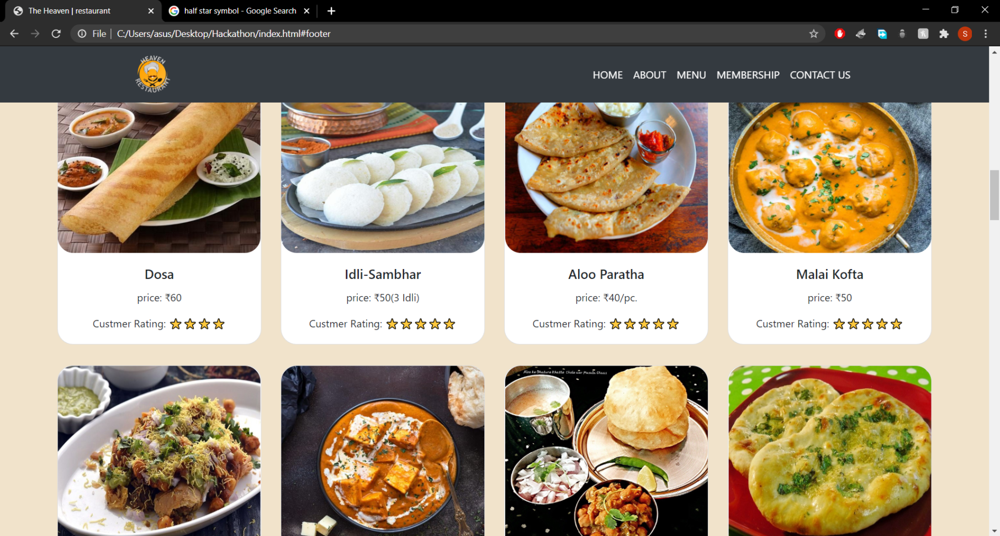 The Heaven | restaurant
half star symbol - Google Search
File | C:/Users/asus/Desktop/Hackathon/index.html#footer
S
HEAVEN
RESTAURANT
HOME ABOUT MENU MEMBERSHIP CONTACT US
Dosa
price: ₹60
Custmer Rating: ⭐⭐⭐⭐
Idli-Sambhar
price: ₹50(3 Idli)
Custmer Rating: ⭐⭐⭐⭐⭐
Aloo Paratha
price: ₹40/pc.
Custmer Rating: ⭐⭐⭐⭐⭐
Malai Kofta
price: ₹50
Custmer Rating: ⭐⭐⭐⭐⭐
Aloo ke Bhature Khatte Chole aur Masala Chaas